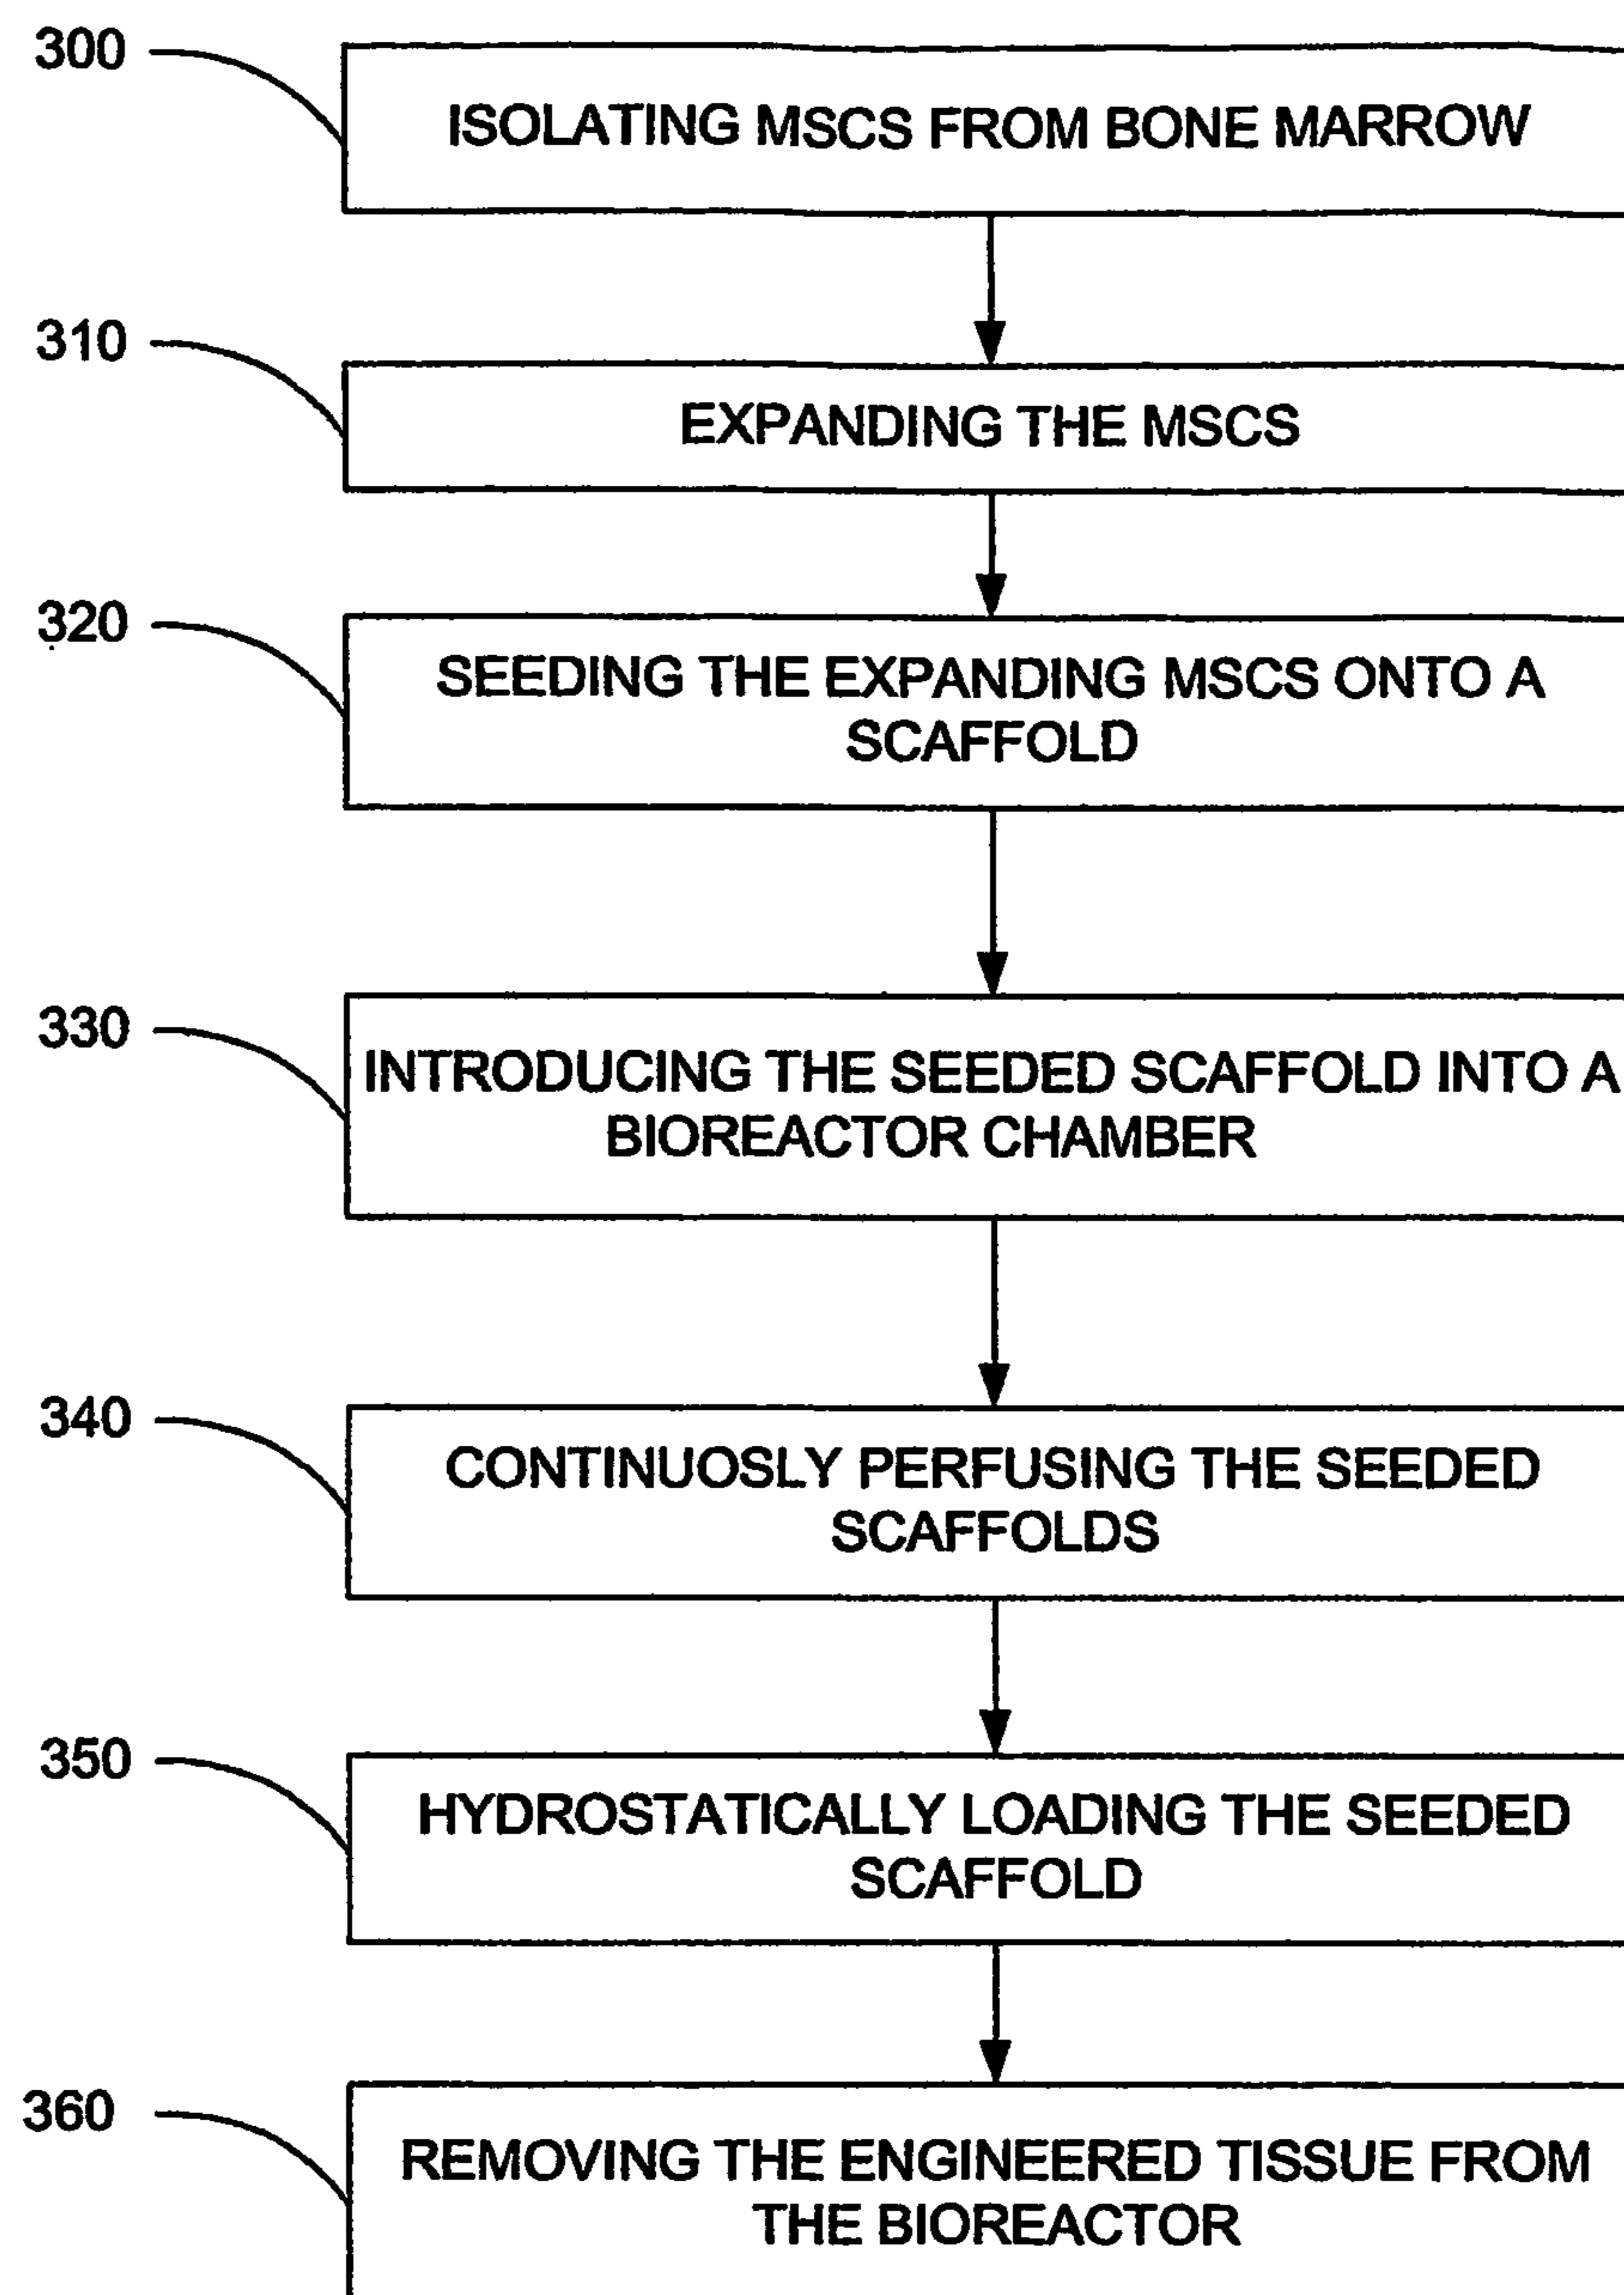 300
ISOLATING MSCS FROM BONE MARROW
310
EXPANDING THE MSCS
320
SEEDING THE EXPANDING MSCS ONTO A
SCAFFOLD
330
INTRODUCING THE SEEDED SCAFFOLD INTO A
BIOREACTOR CHAMBER
340
CONTINUOSLY PERFUSING THE SEEDED
SCAFFOLDS
350
HYDROSTATICALLY LOADING THE SEEDED
SCAFFOLD
360
REMOVING THE ENGINEERED TISSUE FROM
THE BIOREACTOR